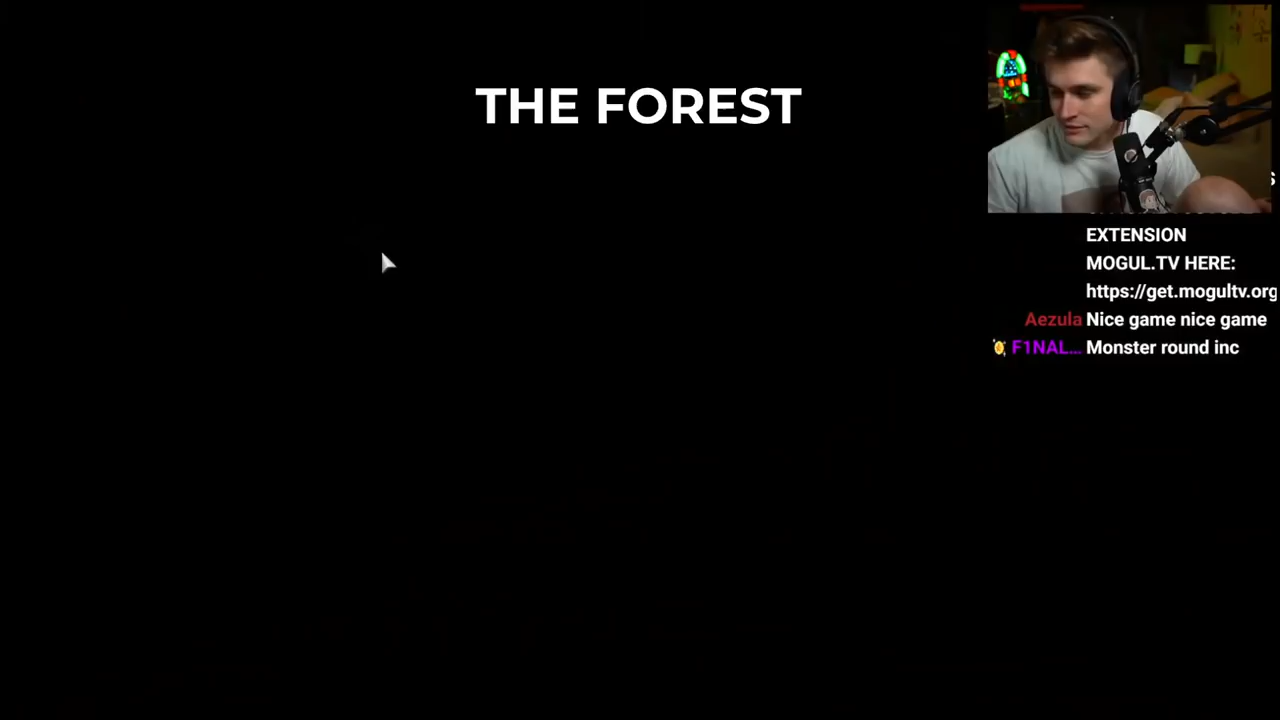 THE FOREST
EXTENSION
MOGUL.TV HERE:
https://get.mogultv.org
Aezula Nice game nice game
F1NAL... Monster round inc